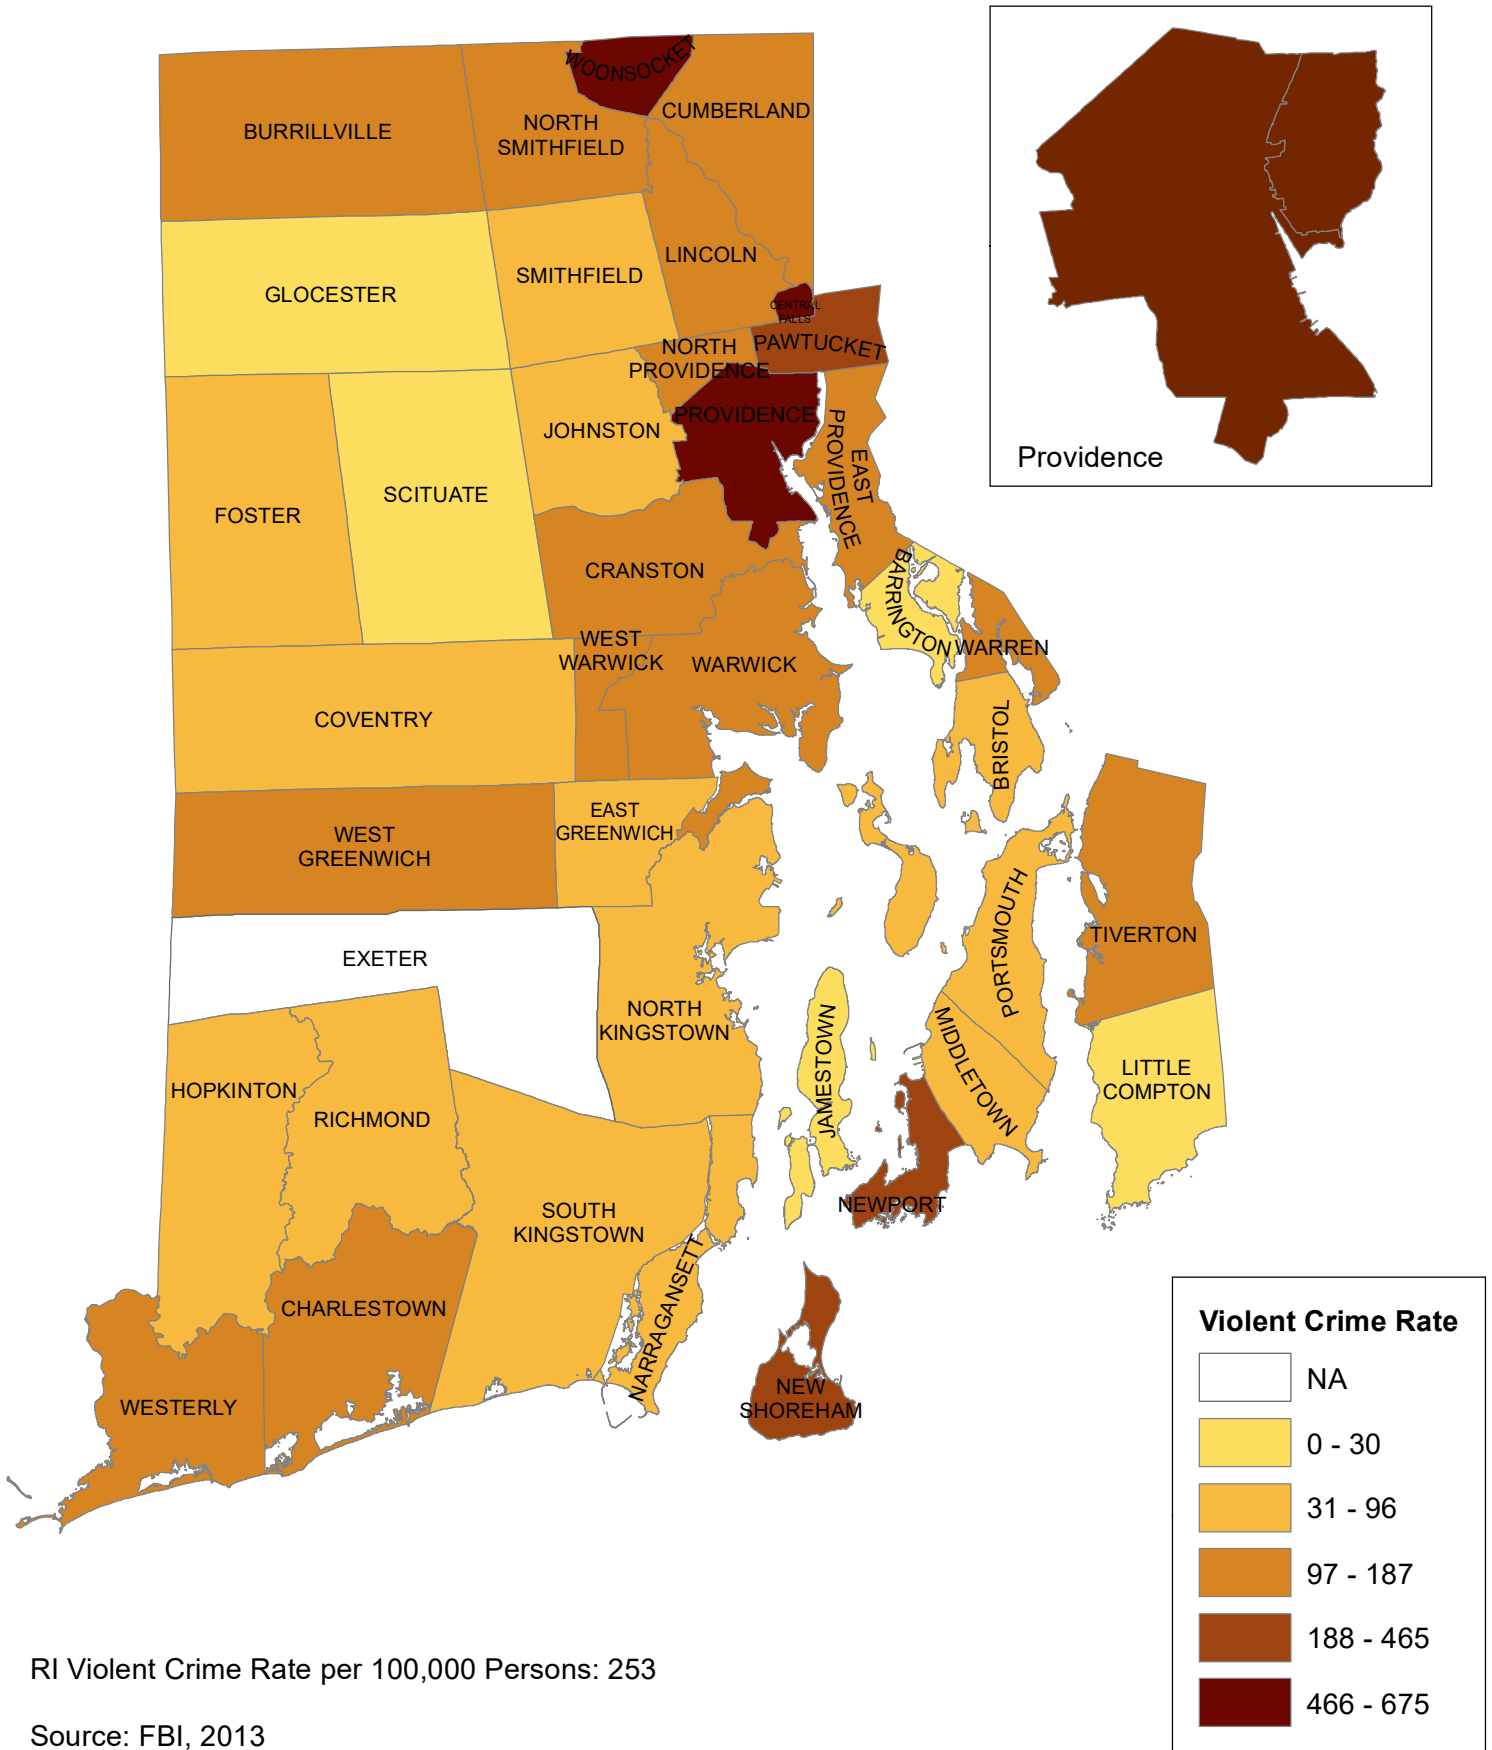 WOONSOCKET
CUMBERLAND
BURRILLVILLE
NORTH
SMITHFIELD
LINCOLN
SMITHFIELD
GLOCESTER
CENTRAL
FALLS
PAWTUCKET
NORTH
PROVIDENCE
PROVIDENCE
JOHNSTON
EAST
PROVIDENCE
Providence
SCITUATE
FOSTER
CRANSTON
BARRINGTON
WEST
WARWICK
WARWICK
WARREN
COVENTRY
BRISTOL
EAST
GREENWICH
WEST
GREENWICH
PORTSMOUTH
TIVERTON
EXETER
NORTH
KINGSTOWN
JAMESTOWN
MIDDLETOWN
LITTLE
COMPTON
HOPKINTON
RICHMOND
NEWPORT
SOUTH
KINGSTOWN
NARRAGANSETT
CHARLESTOWN
WESTERLY
NEW
SHOREHAM
Violent Crime Rate
NA
0 - 30
31 - 96
97 - 187
188 - 465
466 - 675
RI Violent Crime Rate per 100,000 Persons: 253
Source: FBI, 2013